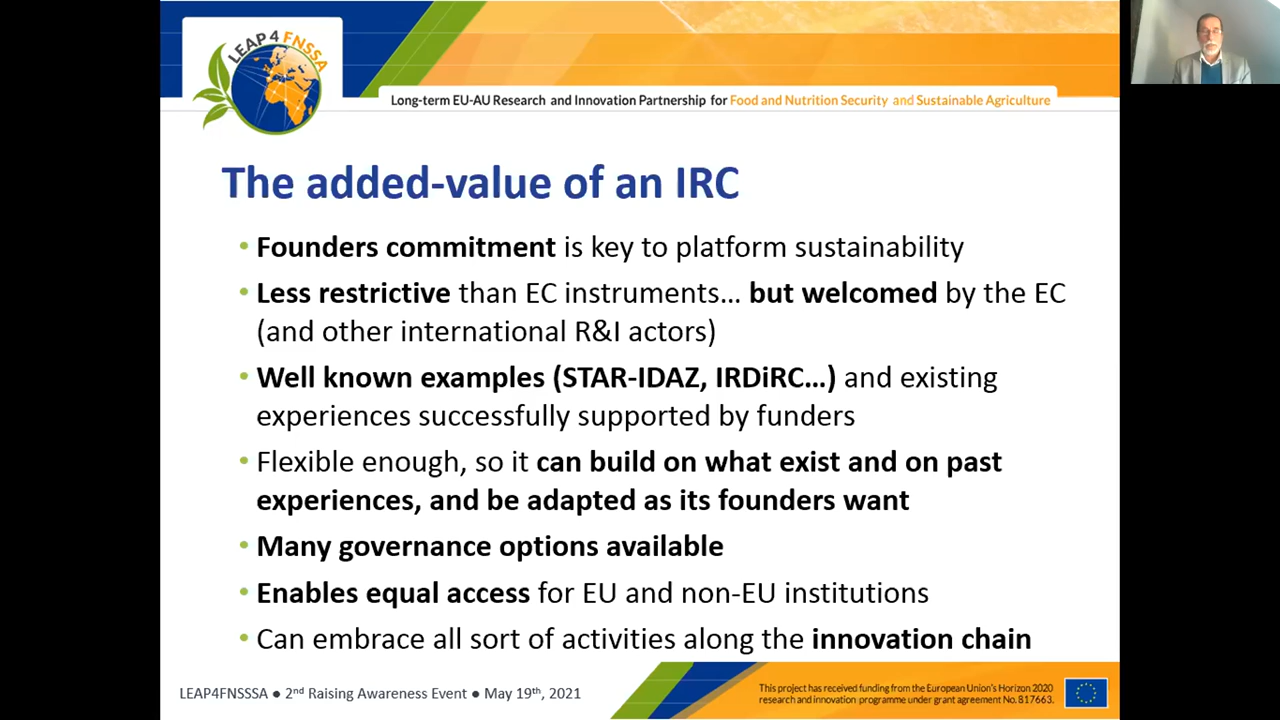 LEAP4FNSSA
Long-term EU-AU Research and Innovation Partnership for Food and Nutrition Security and Sustainable Agriculture
The added-value of an IRC
• Founders commitment is key to platform sustainability
• Less restrictive than EC instruments… but welcomed by the EC
(and other international R&I actors)
• Well known examples (STAR-IDAZ, IRDiRC…) and existing
experiences successfully supported by funders
• Flexible enough, so it can build on what exist and on past
experiences, and be adapted as its founders want
• Many governance options available
• Enables equal access for EU and non-EU institutions
• Can embrace all sort of activities along the innovation chain
LEAP4FNSSSA ● 2nd Raising Awareness Event ● May 19th, 2021
This project has received funding from the European Union's Horizon 2020
research and innovation programme under grant agreement No.817663.